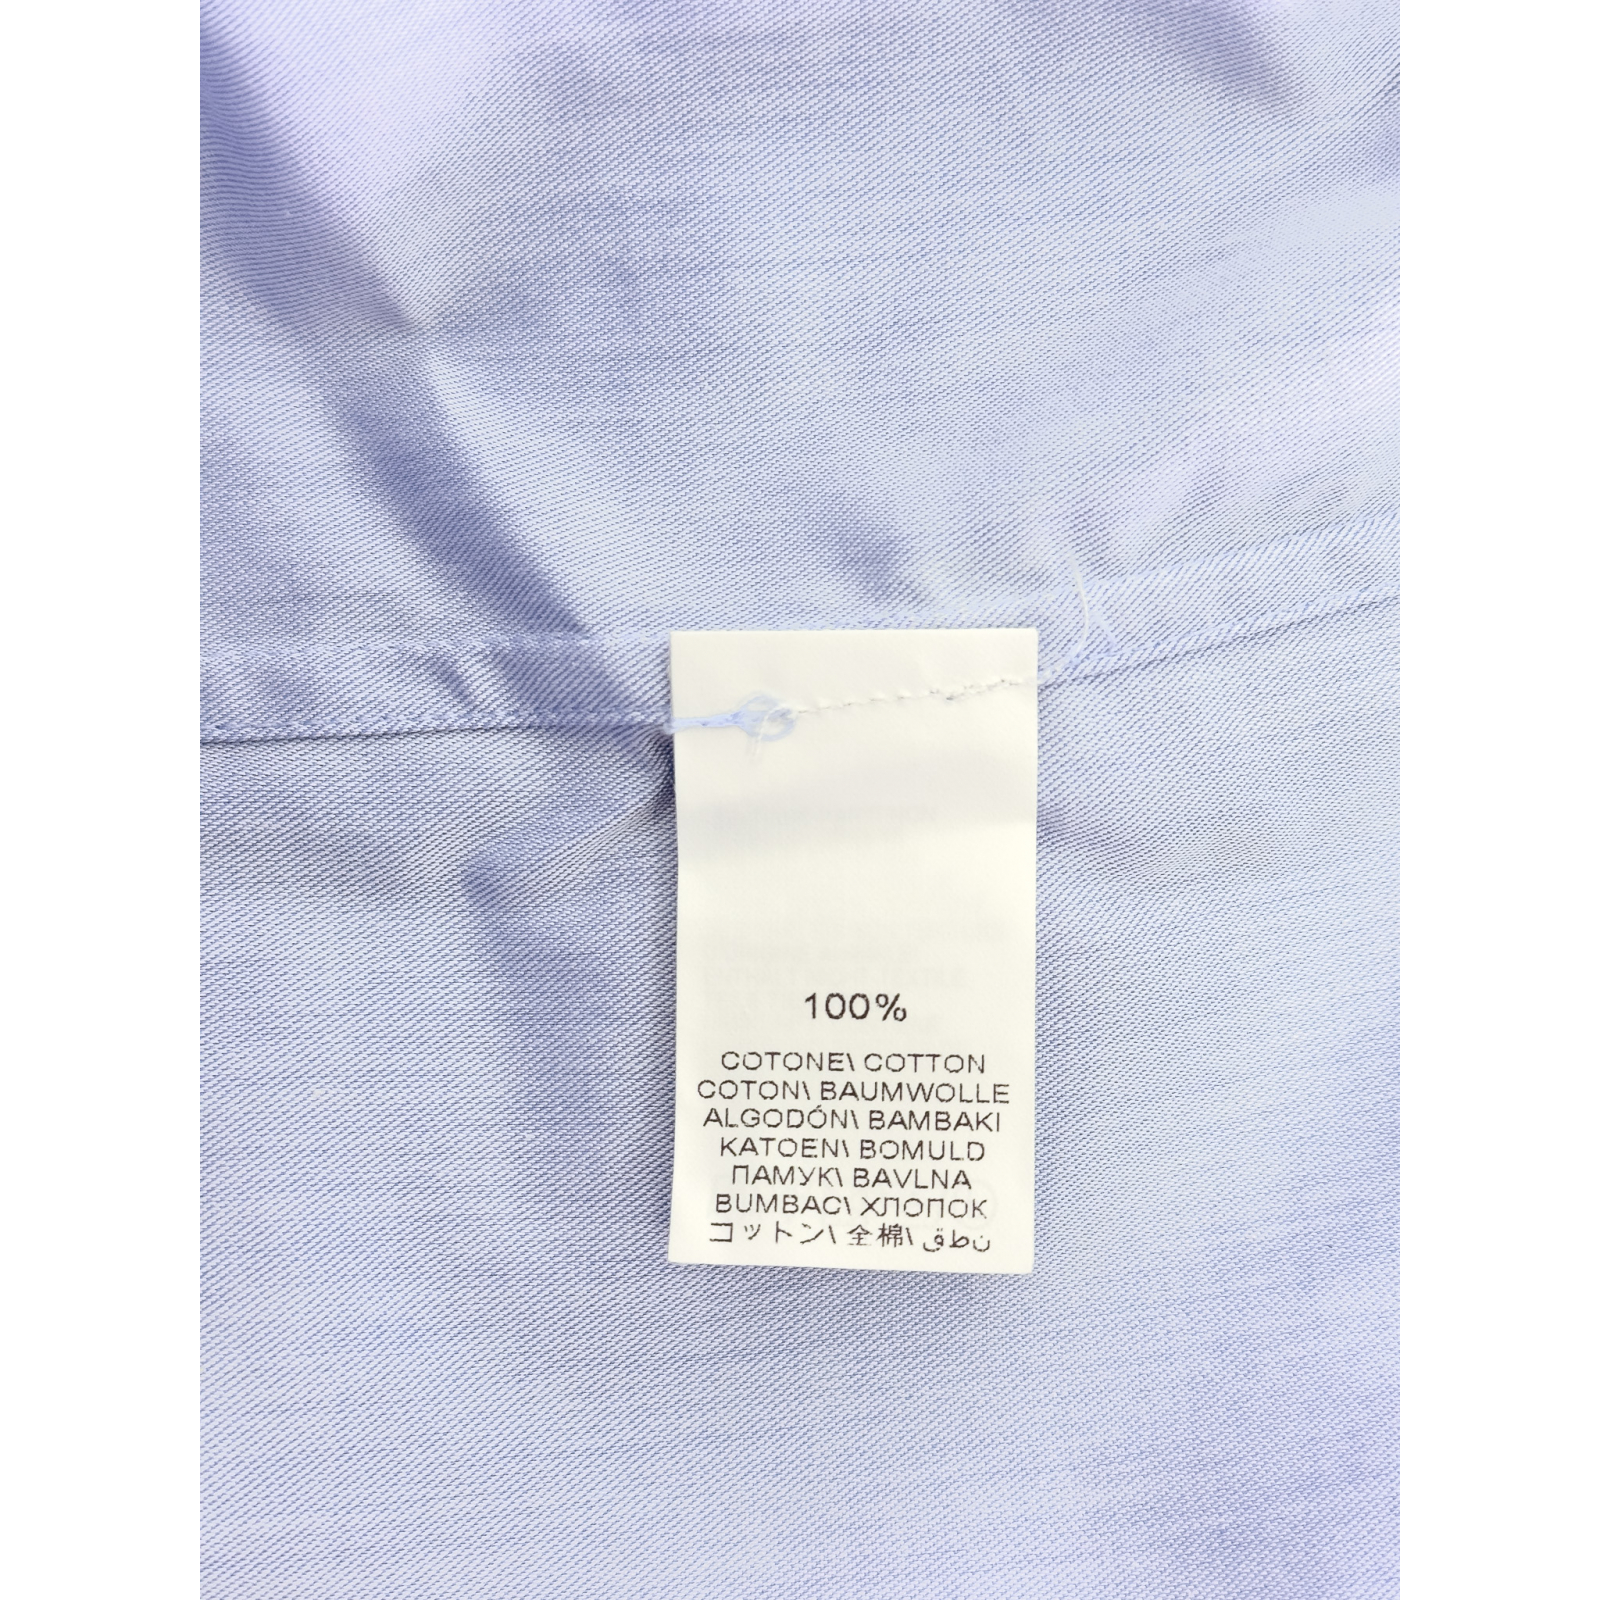 100%
COTONE\ COTTON
COTON\ BAUMWOLLE
ALGODÓN\ BAMBAKI
KATOEN\ BOMULD
ПАМУК\ BAVLNA
BUMBAC\ ХЛОПОК
コットン\ 全棉\ نطق